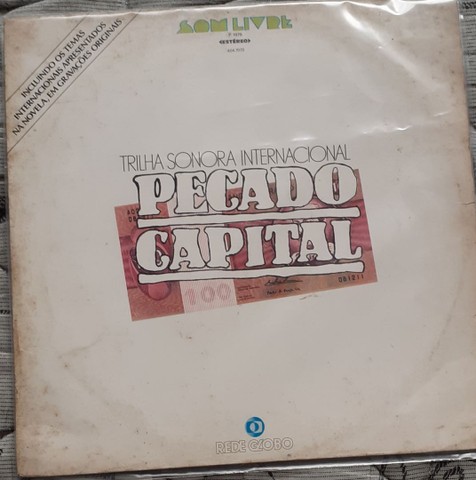 SOM LIVRE
INCLUINDO OS TEMAS
INTERNACIONAIS APRESENTADOS
NA NOVELA, EM GRAVAÇÕES ORIGINAIS
TRILHA SONORA INTERNACIONAL
PECADO
CAPITAL
100
REDE GLOBO